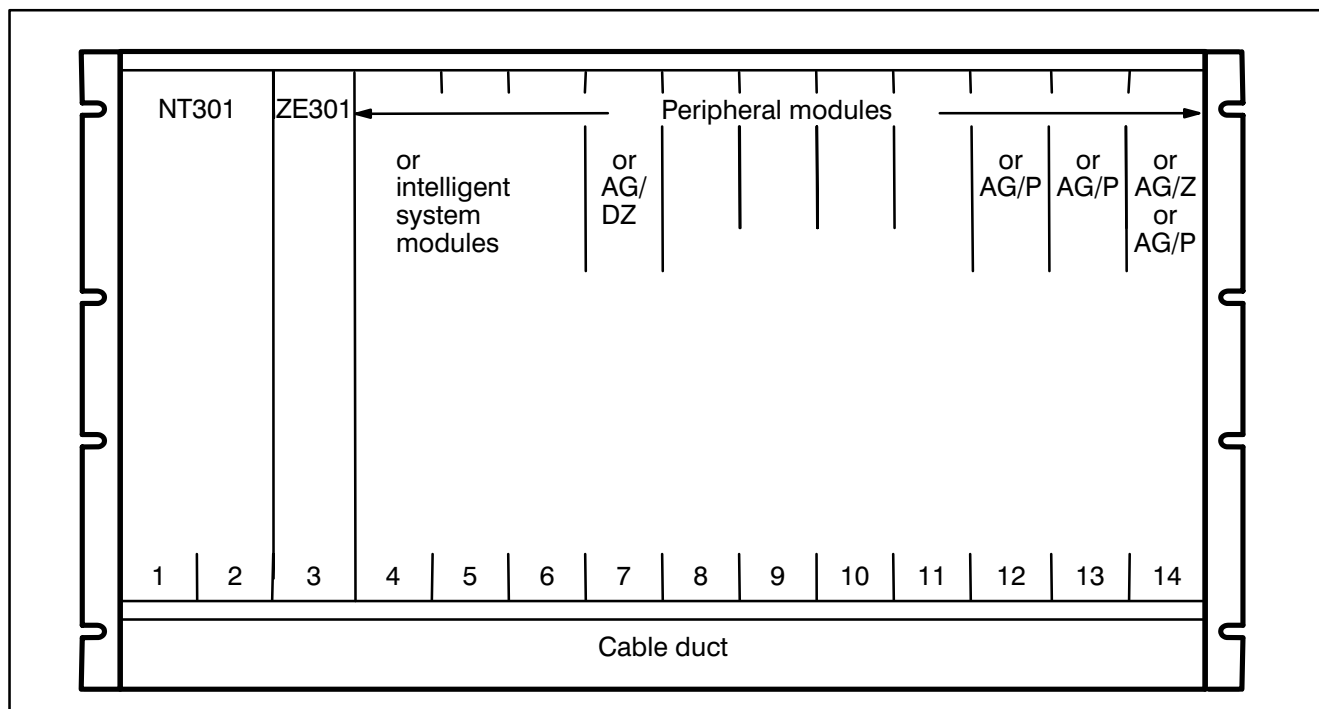 NT301 ZE301 Peripheral modules
or
intelligent
system
modules
or
AG/
DZ
or
AG/P
or
AG/P
or
AG/Z
or
AG/P
1 2 3 4 5 6 7 8 9 10 11 12 13 14
Cable duct